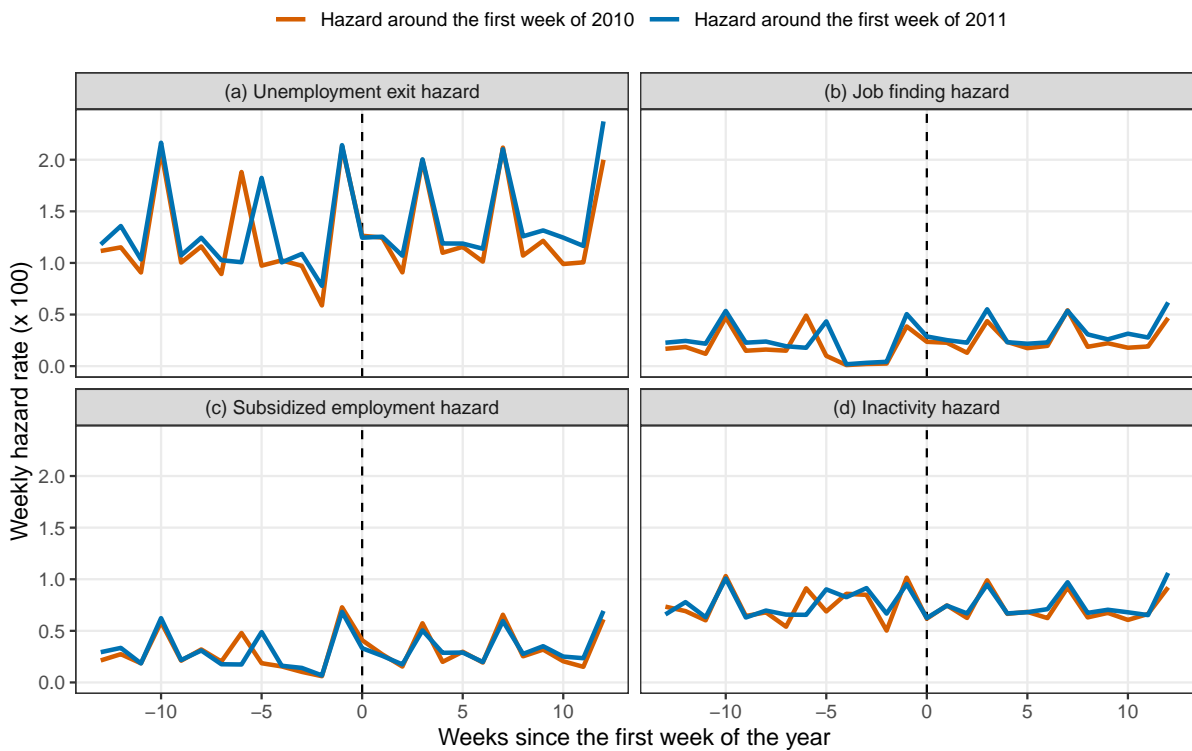 Hazard around the first week of 2010 Hazard around the first week of 2011
(a) Unemployment exit hazard
(b) Job finding hazard
2.0
1.5
1.0
0.5
0.0
(c) Subsidized employment hazard
(d) Inactivity hazard
2.0
1.5
1.0
0.5
0.0
Weekly hazard rate (x 100)
−10 −5 0 5 10
−10 −5 0 5 10
Weeks since the first week of the year